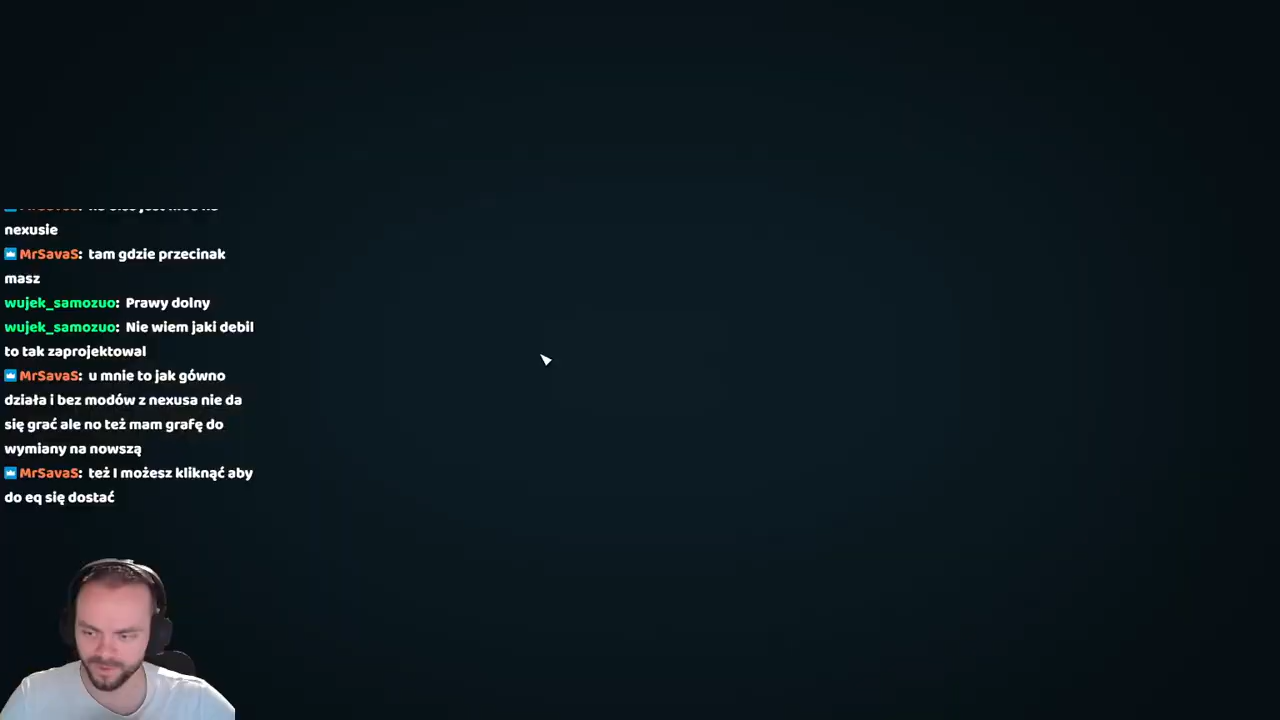 nexusie
MrSavaS: tam gdzie przecinak
masz
wujek_samozuo: Prawy dolny
wujek_samozuo: Nie wiem jaki debil
to tak zaprojektowal
MrSavaS: u mnie to jak gówno
działa i bez modów z nexusa nie da
się grać ale no też mam grafę do
wymiany na nowszą
MrSavaS: też I możesz kliknąć aby
do eq się dostać